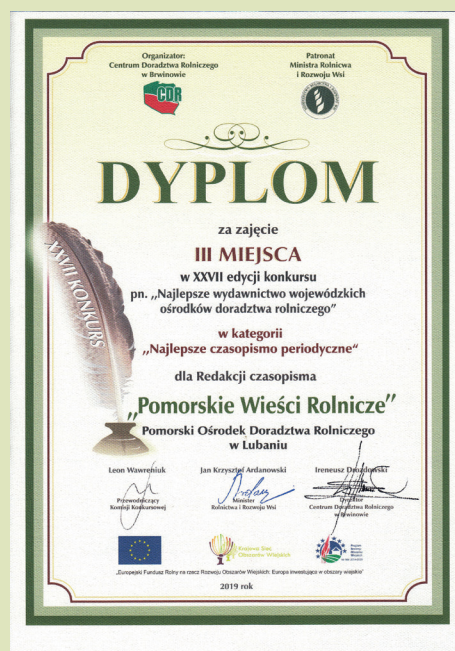 Organizator:
Centrum Doradztwa Rolniczego
w Brwinowie
Patronat
Ministra Rolnicwa
i Rozwoju Wsi
CDR
DYPLOM
za zajęcie
III MIEJSCA
w XXVII edycji konkursu
pn. „Najlepsze wydawnictwo wojewódzkich
ośrodków doradztwa rolniczego”
w kategorii
„Najlepsze czasopismo periodyczne“
XXVII KONKURS
dla Redakcji czasopisma
„Pomorskie Wieści Rolnicze”
Pomorski Ośrodek Doradztwa Rolniczego
w Lubaniu
Leon Wawreniuk
Przewodniczący
Komisji Konkursowej
Jan Krzysztof Ardanowski
Minister
Rolnictwa i Rozwoju Wsi
Ireneusz Drozdowski
Dyrektor
Centrum Doradztwa Rolniczego
w Brwinowie
Krajowa Sieć
Obszarów Wiejskich
„Europejski Fundusz Rolny na rzecz Rozwoju Obszarów Wiejskich: Europa inwestująca w obszary wiejskie”
2019 rok